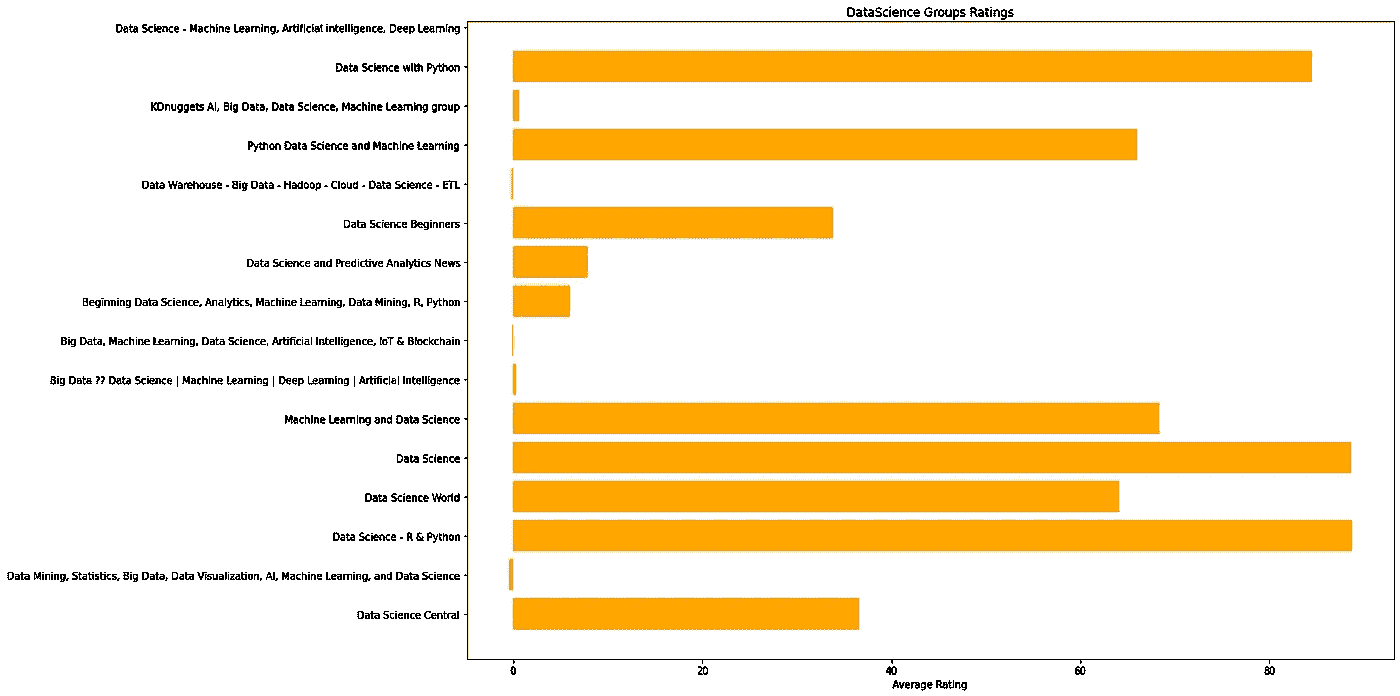 DataScience Groups Ratings
Data Science - Machine Learning, Artificial intelligence, Deep Learning
Data Science with Python
KDnuggets AI, Big Data, Data Science, Machine Learning group
Python Data Science and Machine Learning
Data Warehouse - Big Data - Hadoop - Cloud - Data Science - ETL
Data Science Beginners
Data Science and Predictive Analytics News
Beginning Data Science, Analytics, Machine Learning, Data Mining, R, Python
Big Data, Machine Learning, Data Science, Artificial Intelligence, IoT & Blockchain
Big Data ?? Data Science | Machine Learning | Deep Learning | Artificial Intelligence
Machine Learning and Data Science
Data Science
Data Science World
Data Science - R & Python
Data Mining, Statistics, Big Data, Data Visualization, AI, Machine Learning, and Data Science
Data Science Central
0 20 40 60 80
Average Rating